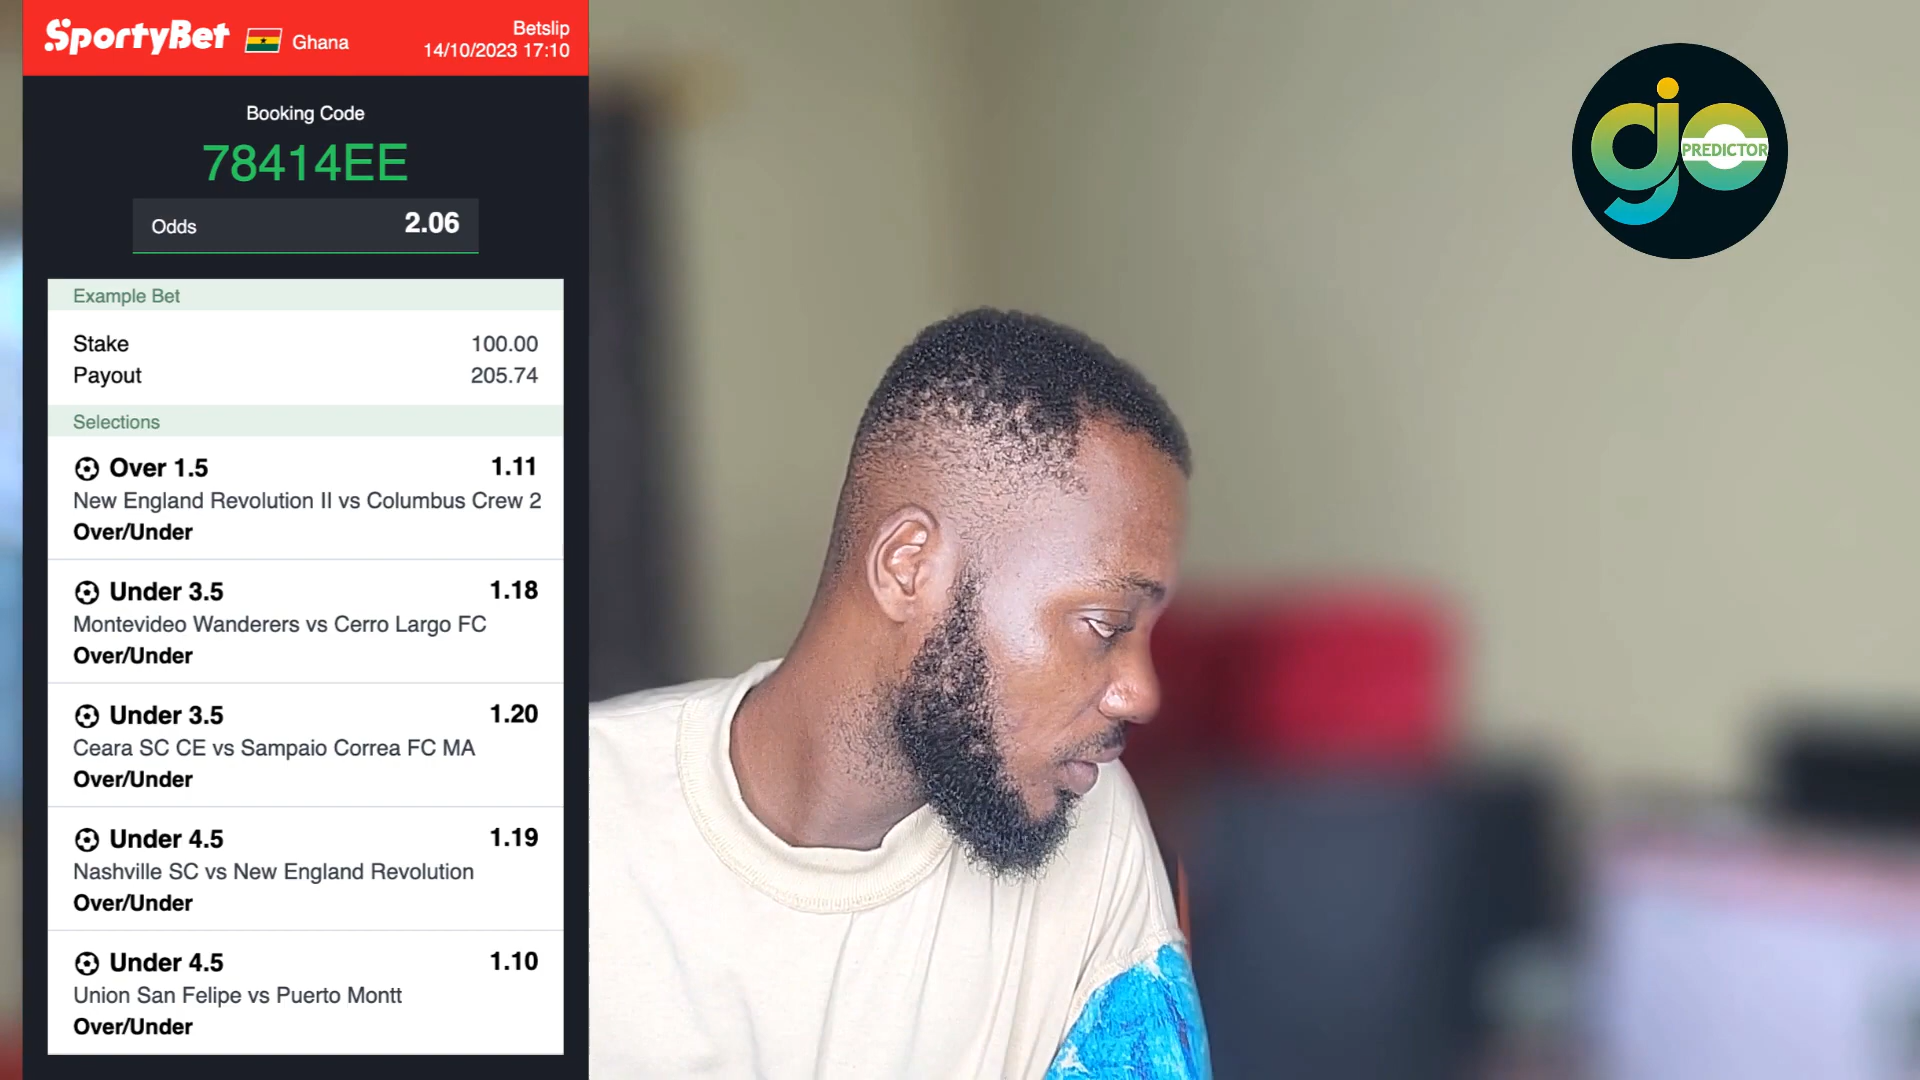 SportyBet
Ghana
Betslip
14/10/2023 17:10
Booking Code
78414EE
Odds 2.06
Example Bet
Stake 100.00
Payout 205.74
Selections
Over 1.5 1.11
New England Revolution II vs Columbus Crew 2
Over/Under
Under 3.5 1.18
Montevideo Wanderers vs Cerro Largo FC
Over/Under
Under 3.5 1.20
Ceara SC CE vs Sampaio Correa FC MA
Over/Under
Under 4.5 1.19
Nashville SC vs New England Revolution
Over/Under
Under 4.5 1.10
Union San Felipe vs Puerto Montt
Over/Under
djo
PREDICTOR